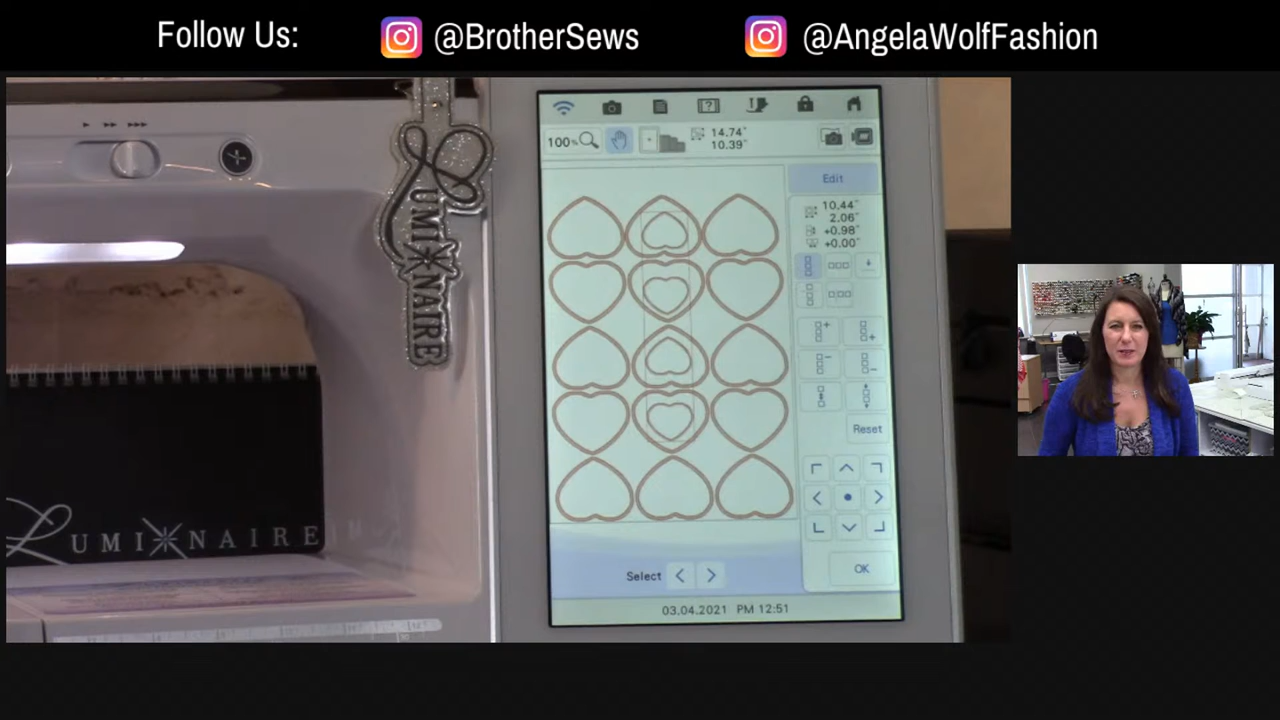 Follow Us: @BrotherSews @AngelaWolfFashion
LUMINAIRE
LUMINAIRE
100%
14.74"
10.39"
Edit
10.44"
2.06"
+0.98"
+0.00"
Reset
OK
Select
03.04.2021 PM 12:51